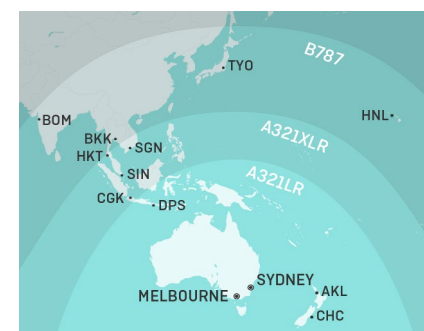 B787
TYO
BOM
HNL
A321XLR
BKK
SGN
HKT
A321LR
SIN
CGK
DPS
SYDNEY
MELBOURNE
AKL
CHC